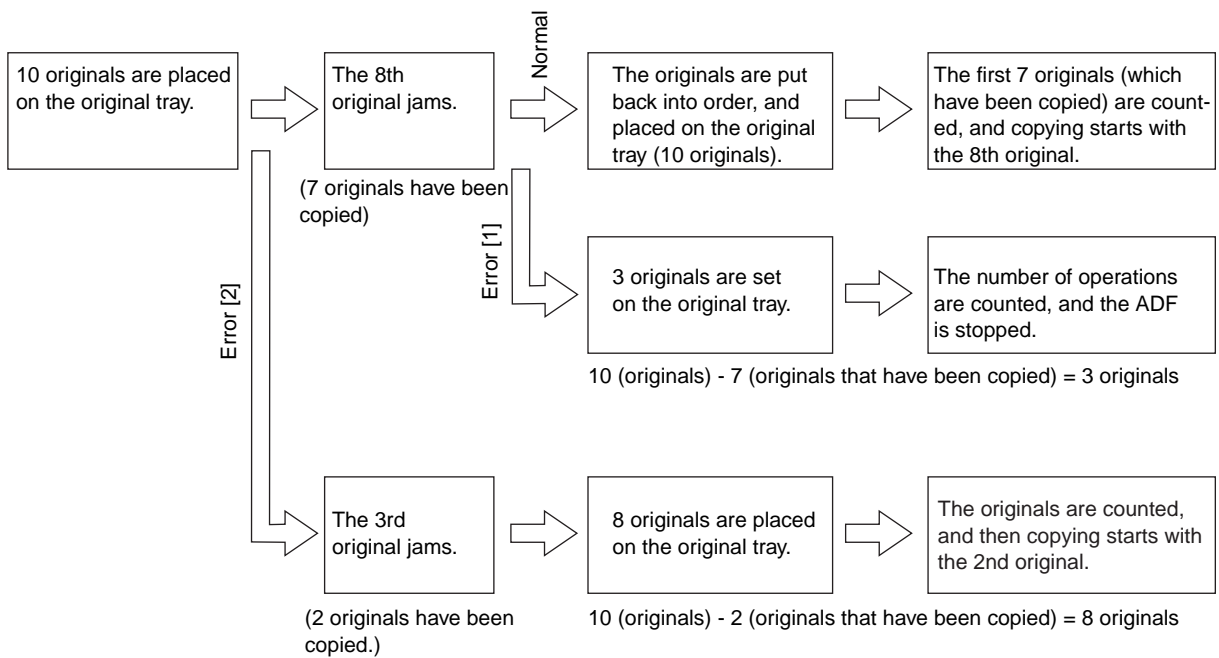 10 originals are placed
on the original tray.
The 8th
original jams.
(7 originals have been
copied)
Normal
The originals are put
back into order, and
placed on the original
tray (10 originals).
The first 7 originals (which
have been copied) are count-
ed, and copying starts with
the 8th original.
Error [1]
3 originals are set
on the original tray.
The number of operations
are counted, and the ADF
is stopped.
10 (originals) - 7 (originals that have been copied) = 3 originals
Error [2]
The 3rd
original jams.
(2 originals have been
copied.)
8 originals are placed
on the original tray.
The originals are counted,
and then copying starts with
the 2nd original.
10 (originals) - 2 (originals that have been copied) = 8 originals